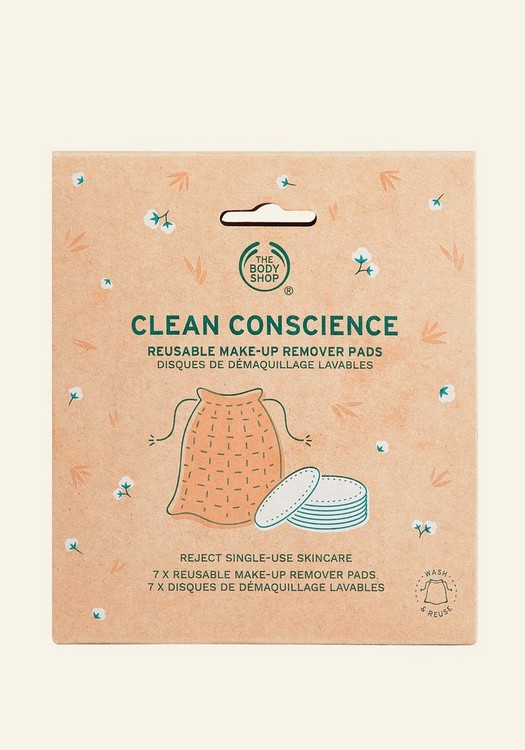 THE
BODY
SHOP
®
CLEAN CONSCIENCE
REUSABLE MAKE-UP REMOVER PADS
DISQUES DE DÉMAQUILLAGE LAVABLES
REJECT SINGLE-USE SKINCARE
7 X REUSABLE MAKE-UP REMOVER PADS
7 X DISQUES DE DÉMAQUILLAGE LAVABLES
WASH
& REUSE